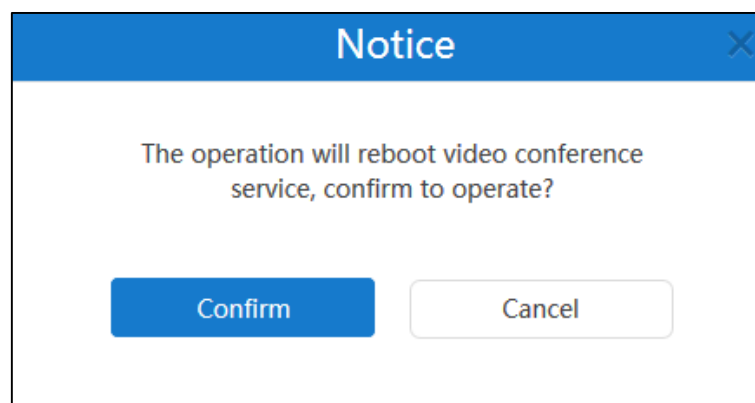 Notice
The operation will reboot video conference
service, confirm to operate?
Confirm
Cancel